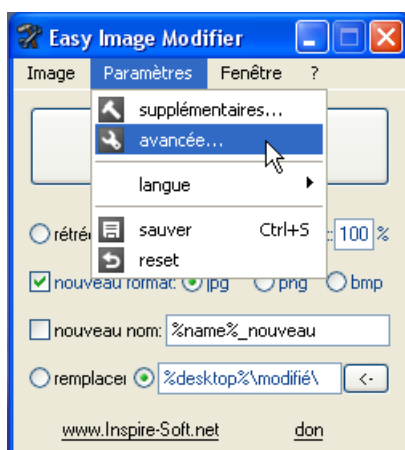 Easy Image Modifier
Image Paramètres Fenêtre ?
supplémentaires...
avancée...
langue
rétré : 100 %
sauver Ctrl+S
reset
nouveau format: jpg png bmp
nouveau nom: %name%_nouveau
remplacer %desktop%\modifié\ <-
www.Inspire-Soft.net don